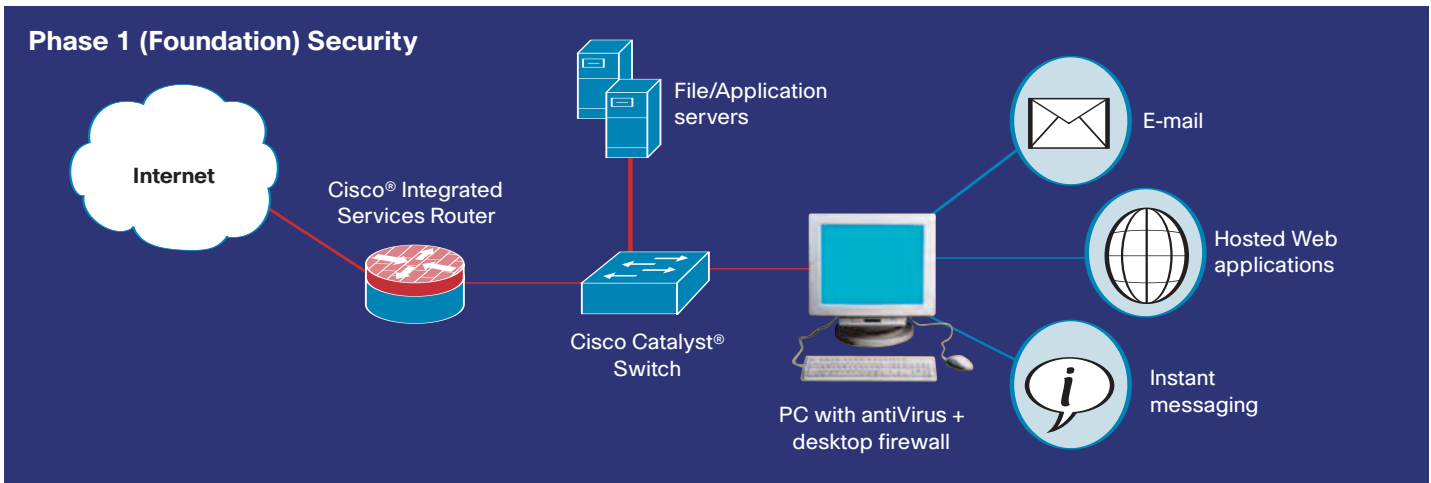 Phase 1 (Foundation) Security
Internet
Cisco® Integrated
Services Router
File/Application
servers
Cisco Catalyst®
Switch
PC with antiVirus +
desktop firewall
E-mail
Hosted Web
applications
i
Instant
messaging